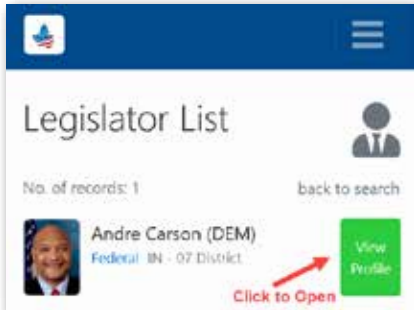 Legislator List
No. of records: 1
back to search
Andre Carson (DEM)
Federal IN - 07 District
View
Profile
Click to Open